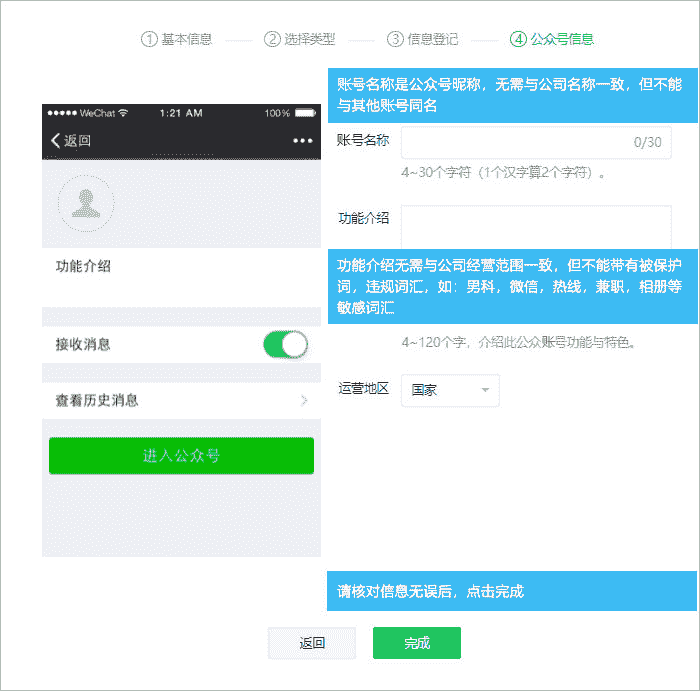 ① 基本信息 ② 选择类型 ③ 信息登记 ④ 公众号信息
账号名称是公众号昵称，无需与公司名称一致，但不能
与其他账号同名
WeChat 1:21 AM 100%
返回
账号名称 0/30
4~30个字符（1个汉字算2个字符）。
功能介绍
功能介绍
功能介绍无需与公司经营范围一致，但不能带有被保护
词，违规词汇，如：男科，微信，热线，兼职，相册等
敏感词汇
接收消息
4~120个字，介绍此公众账号功能与特色。
运营地区 国家
查看历史消息
进入公众号
请核对信息无误后，点击完成
返回 完成